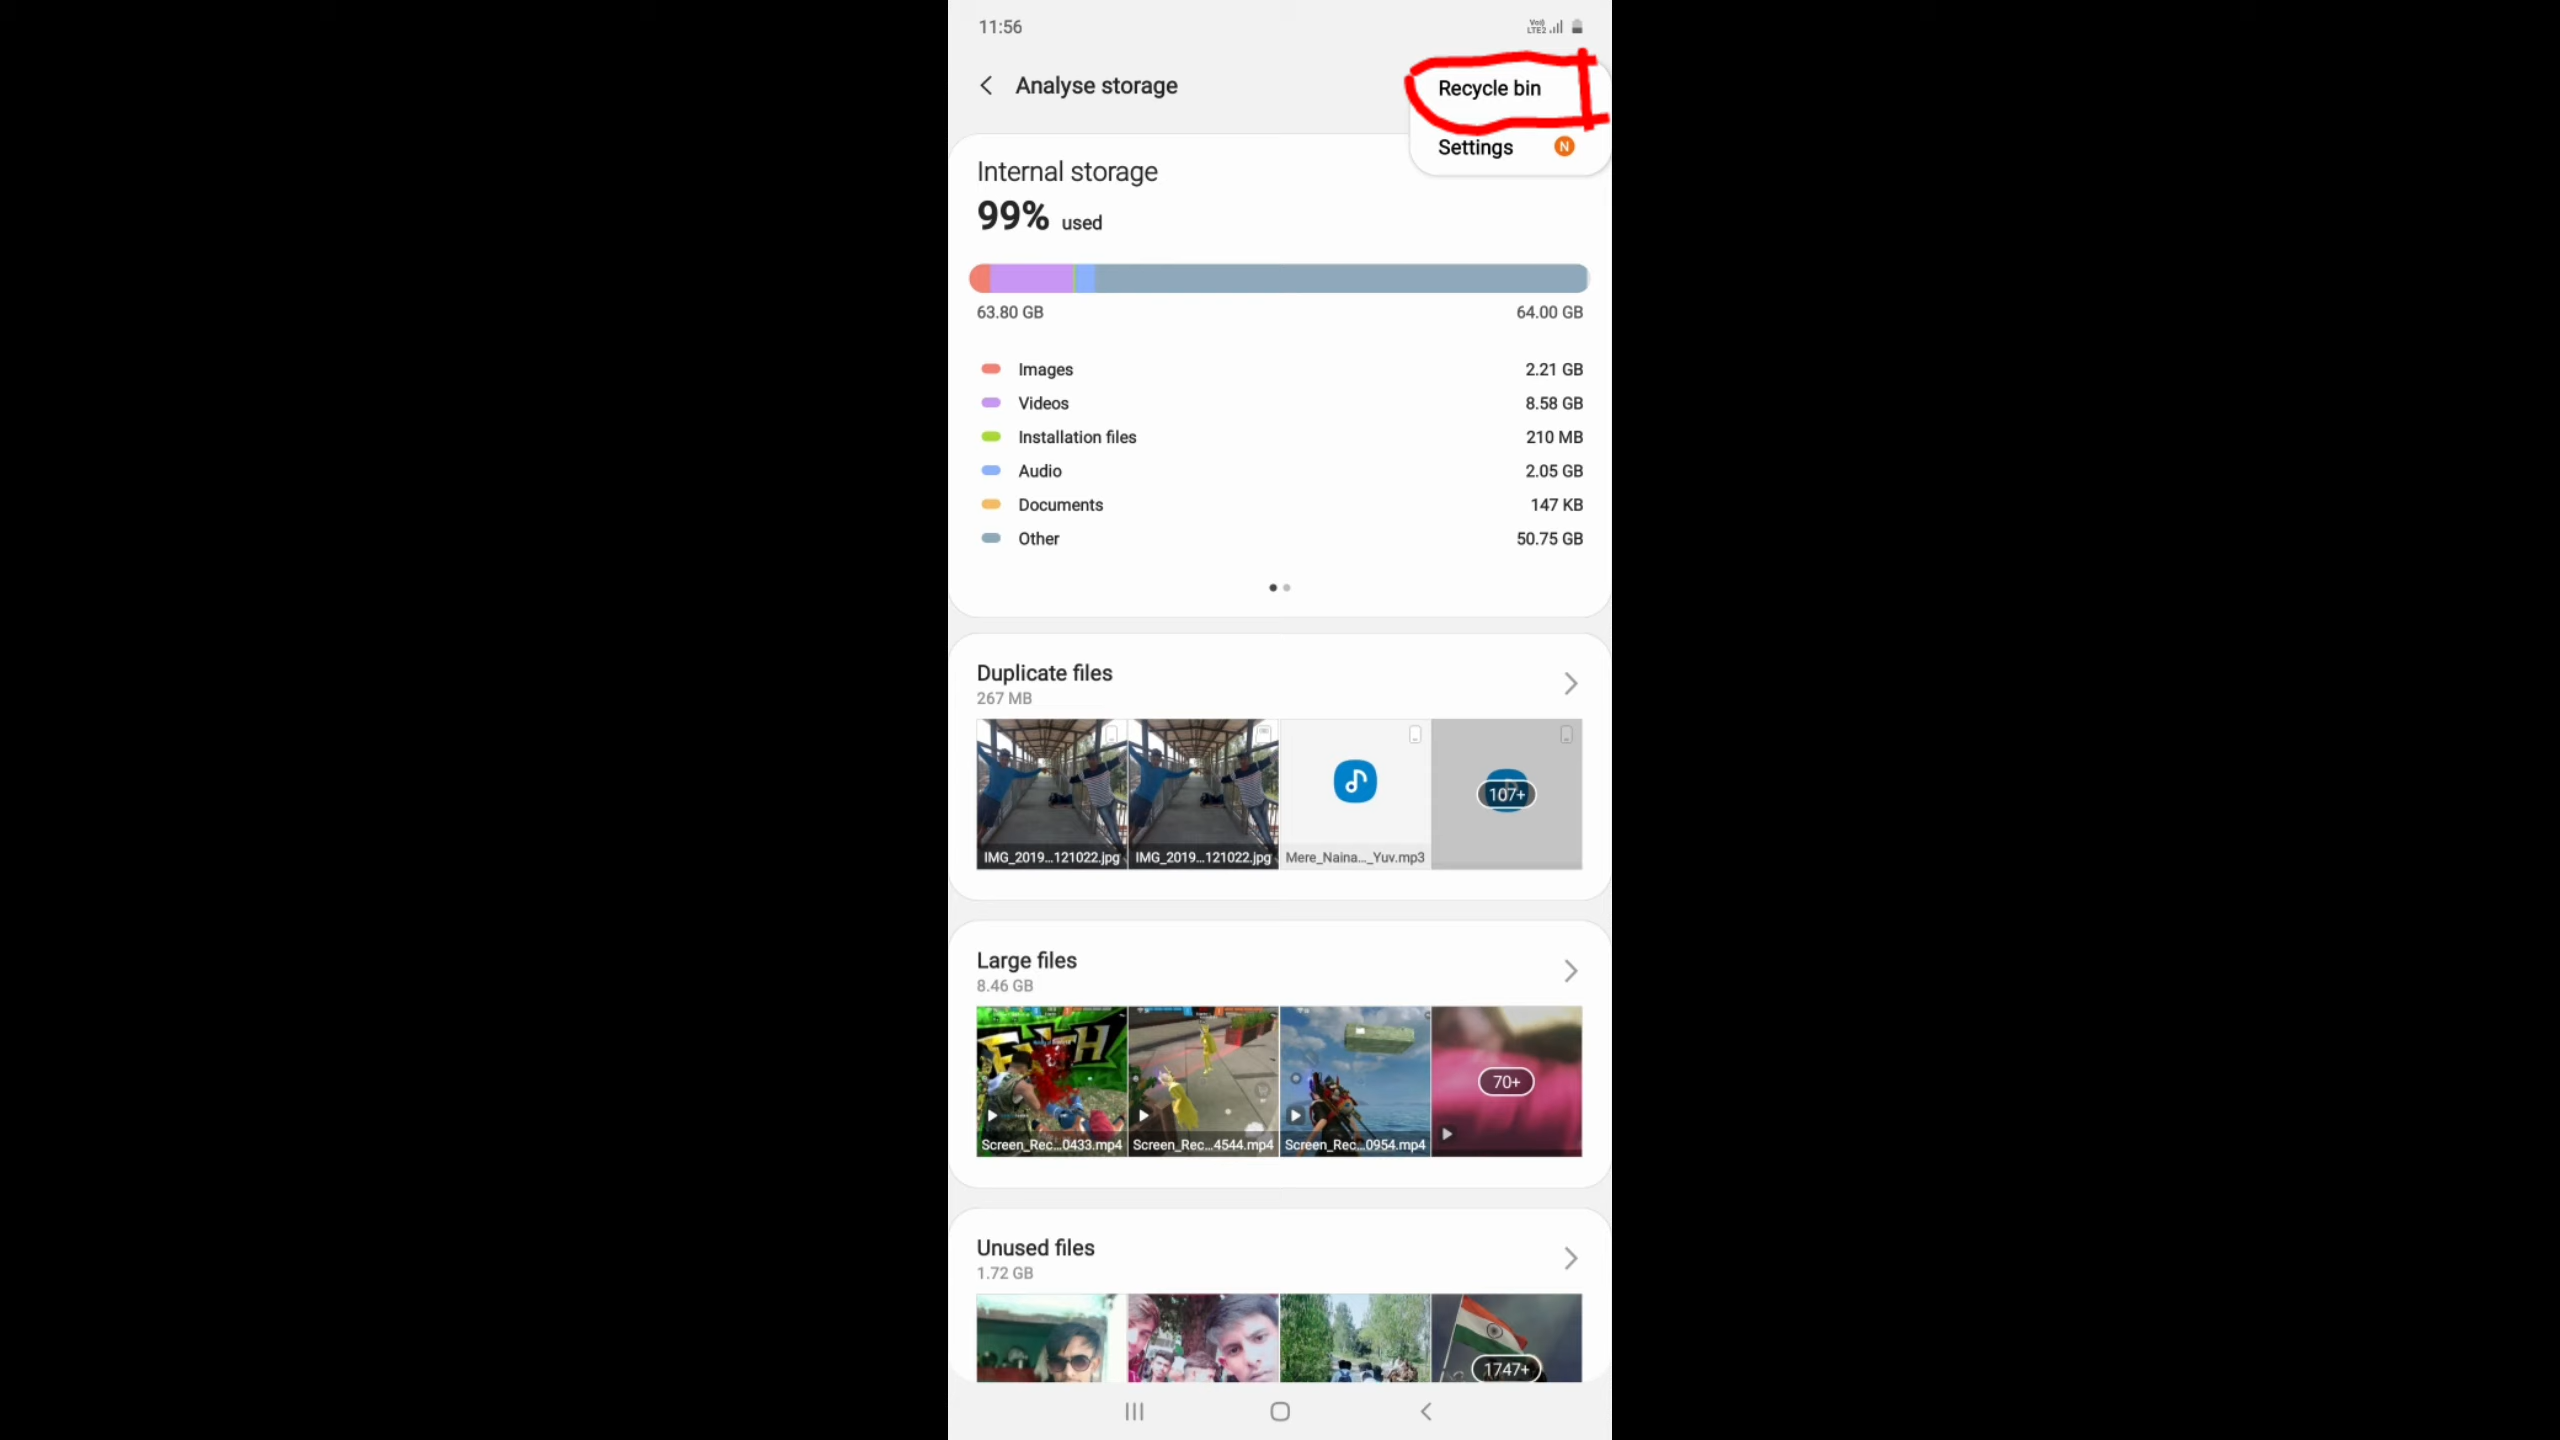 11:56
VoLTE2
Analyse storage
Recycle bin
Settings N
Internal storage
99% used
63.80 GB 64.00 GB
Images 2.21 GB
Videos 8.58 GB
Installation files 210 MB
Audio 2.05 GB
Documents 147 KB
Other 50.75 GB
Duplicate files
267 MB
107+
IMG_2019...121022.jpg IMG_2019...121022.jpg Mere_Naina..._Yuv.mp3
Large files
8.46 GB
70+
Screen_Rec...0433.mp4 Screen_Rec...4544.mp4 Screen_Rec...0954.mp4
Unused files
1.72 GB
1747+